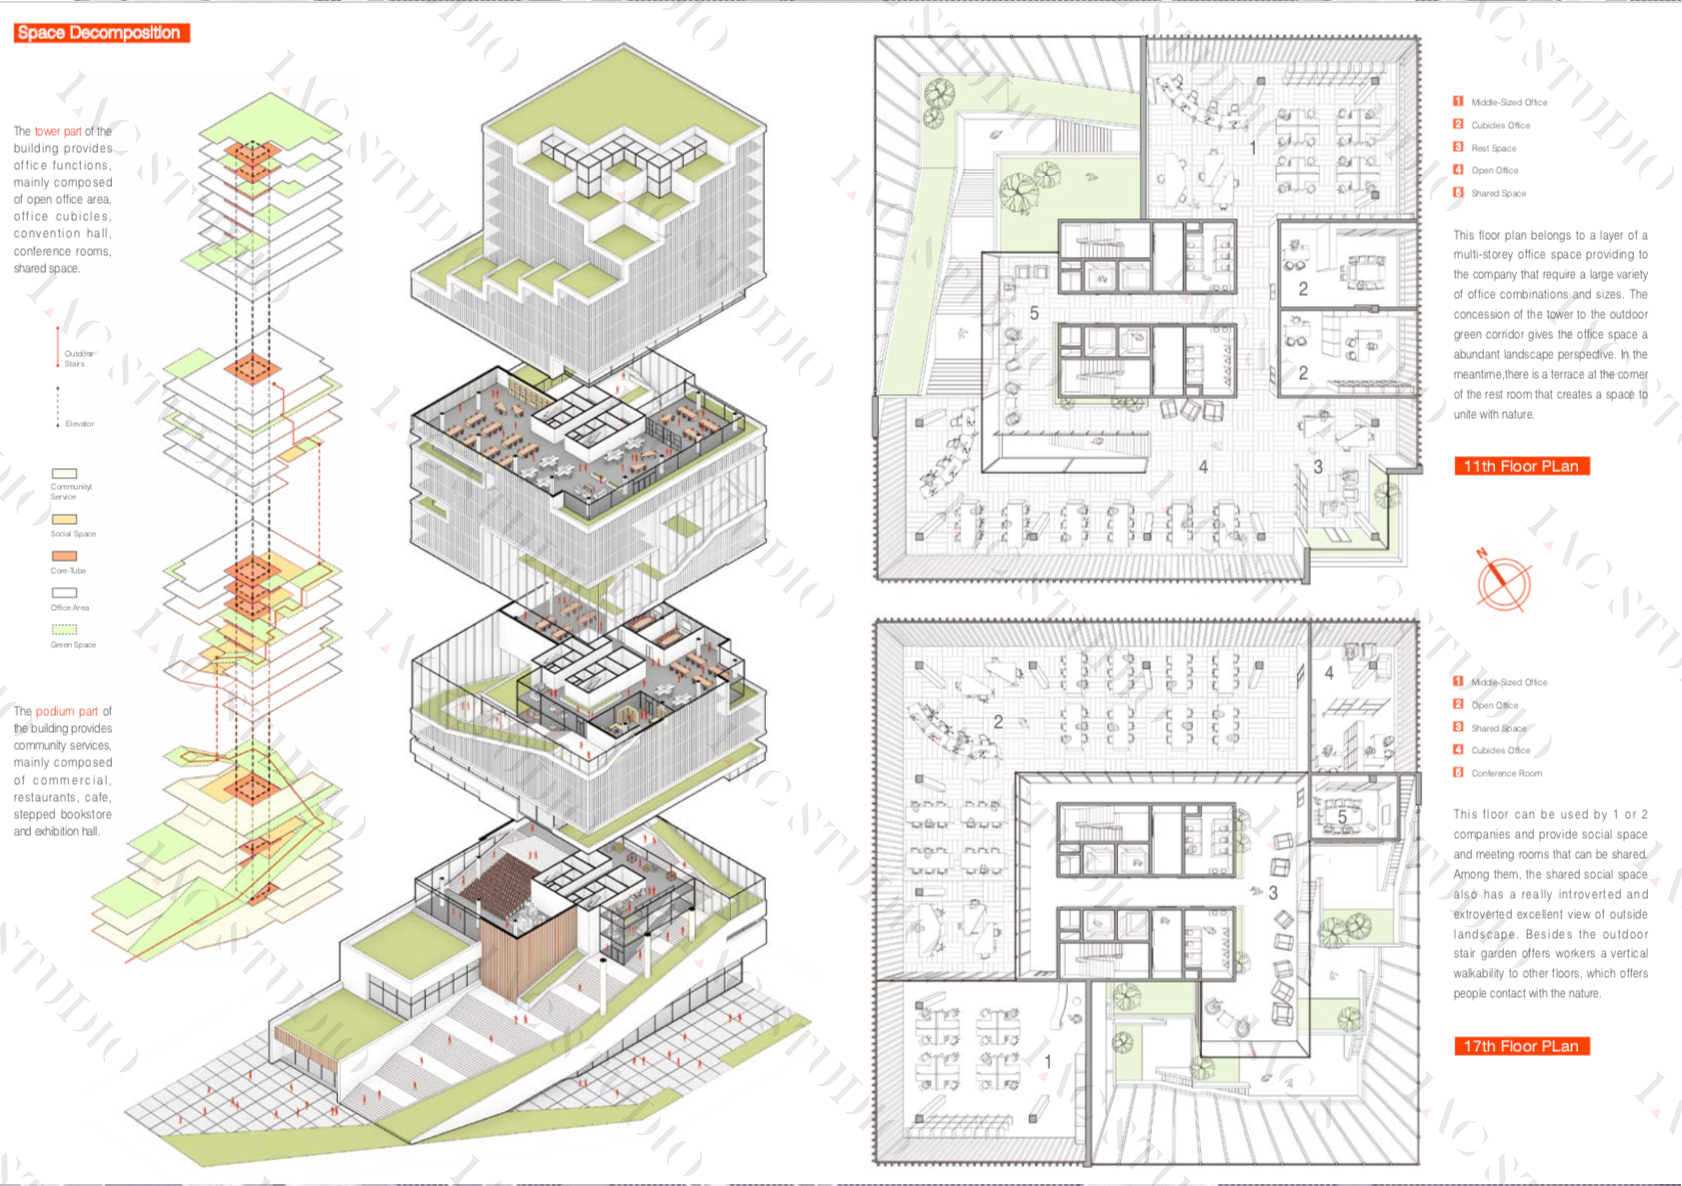 Space Decomposition
The tower part of the
building provides
office functions,
mainly composed
of open office area,
office cubicles,
convention hall,
conference rooms,
shared space.
Outdoor
Stairs
Elevator
Community
Service
Social Space
Core-Tube
Office Area
Green Space
The podium part of
the building provides
community services,
mainly composed
of commercial,
restaurants, cafe,
stepped bookstore
and exhibition hall.
1
2
2
5
4
3
1 Middle-Sized Office
2 Cubicles Office
3 Rest Space
4 Open Office
5 Shared Space
This floor plan belongs to a layer of a
multi-storey office space providing to
the company that require a large variety
of office combinations and sizes. The
concession of the tower to the outdoor
green corridor gives the office space a
abundant landscape perspective. In the
meantime,there is a terrace at the corner
of the rest room that creates a space to
unite with nature.
11th Floor PLan
N
4
2
5
3
1
1 Middle-Sized Office
2 Open Office
3 Shared Space
4 Cubicles Office
5 Conference Room
This floor can be used by 1 or 2
companies and provide social space
and meeting rooms that can be shared.
Among them, the shared social space
also has a really introverted and
extroverted excellent view of outside
landscape. Besides the outdoor
stair garden offers workers a vertical
walkability to other floors, which offers
people contact with the nature.
17th Floor PLan